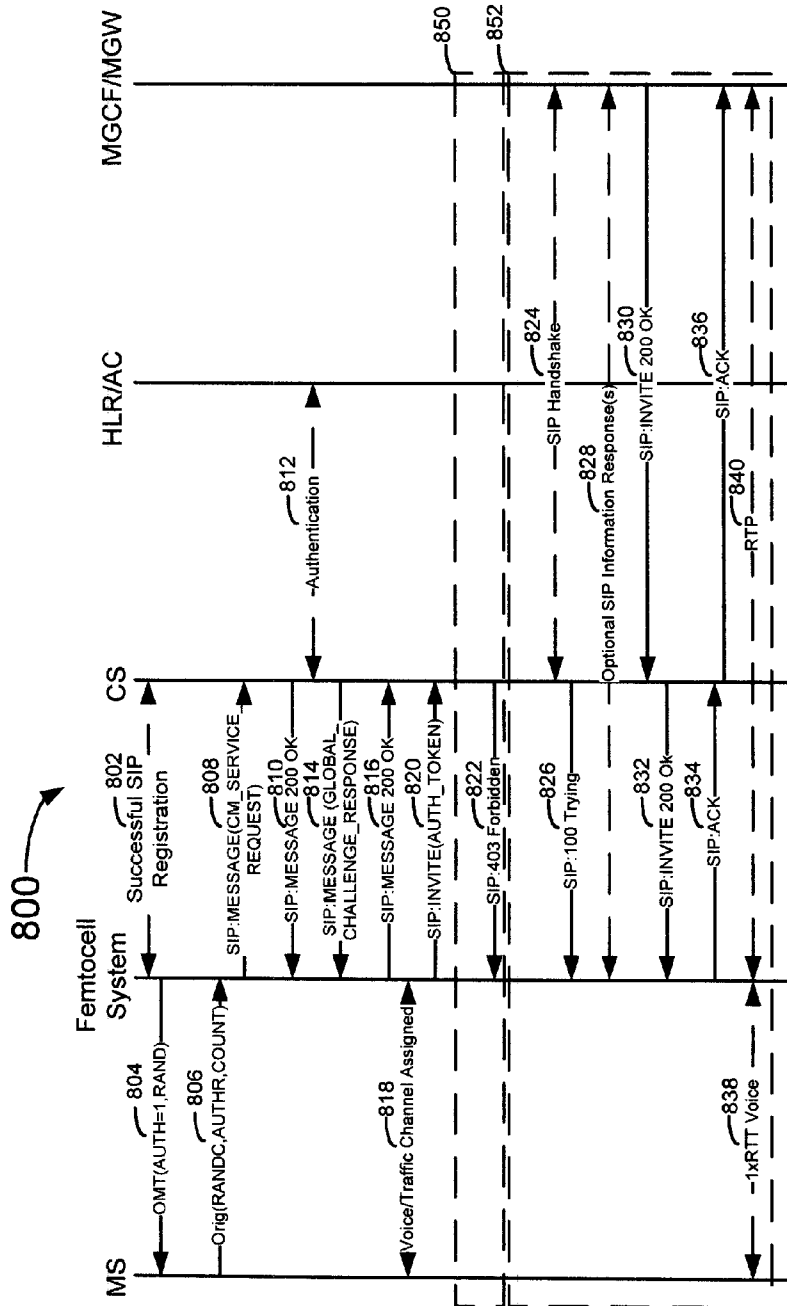 800
MS
Femtocell
System
CS
HLR/AC
MGCF/MGW
802
Successful SIP
Registration
804
OMT(AUTH=1,RAND)
806
Orig(RANDC,AUTHR,COUNT)
808
SIP:MESSAGE(CM_SERVICE_
REQUEST)
810
SIP:MESSAGE 200 OK
812
Authentication
814
SIP:MESSAGE (GLOBAL_
CHALLENGE_RESPONSE)
816
SIP:MESSAGE 200 OK
818
Voice/Traffic Channel Assigned
820
SIP:INVITE(AUTH_TOKEN)
850
822
SIP:403 Forbidden
852
824
SIP Handshake
826
SIP:100 Trying
828
Optional SIP Information Response(s)
830
SIP:INVITE 200 OK
832
SIP:INVITE 200 Ok
834
SIP:ACK
836
SIP:ACK
838
1xRTT Voice
840
RTP